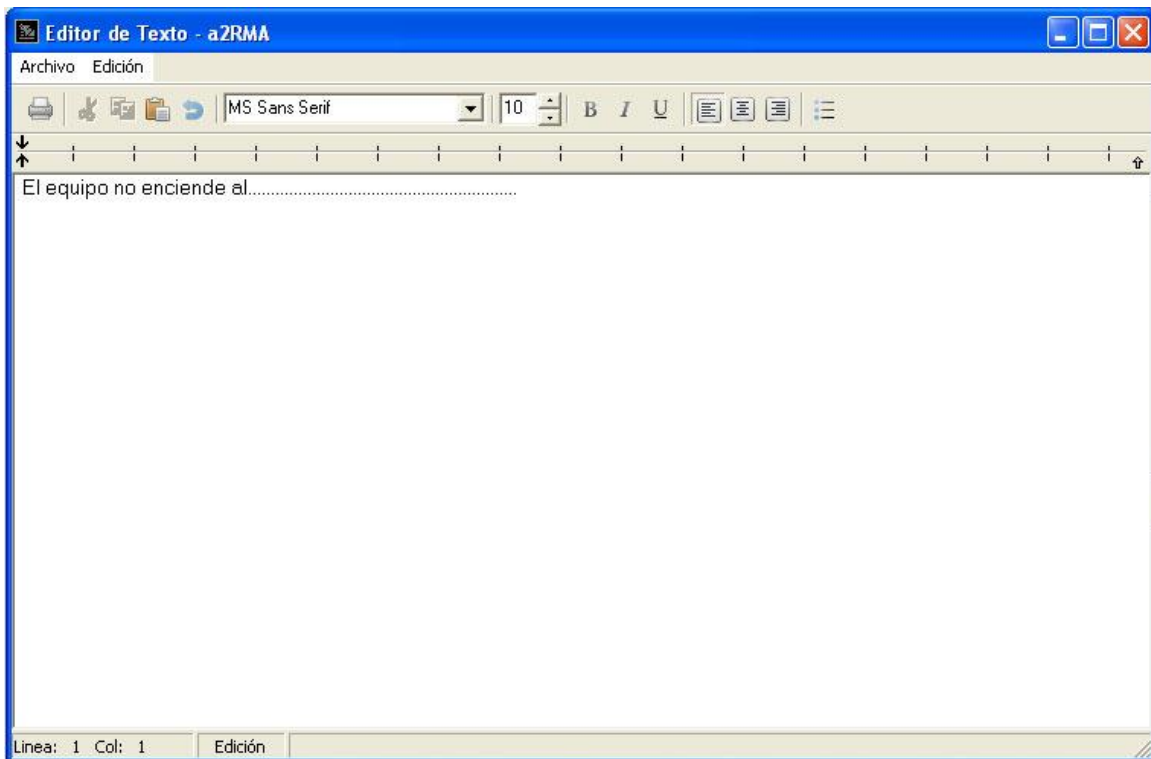 Editor de Texto - a2RMA
Archivo Edición
MS Sans Serif 10 B I U
El equipo no enciende al...........................................................
Linea: 1 Col: 1 Edición